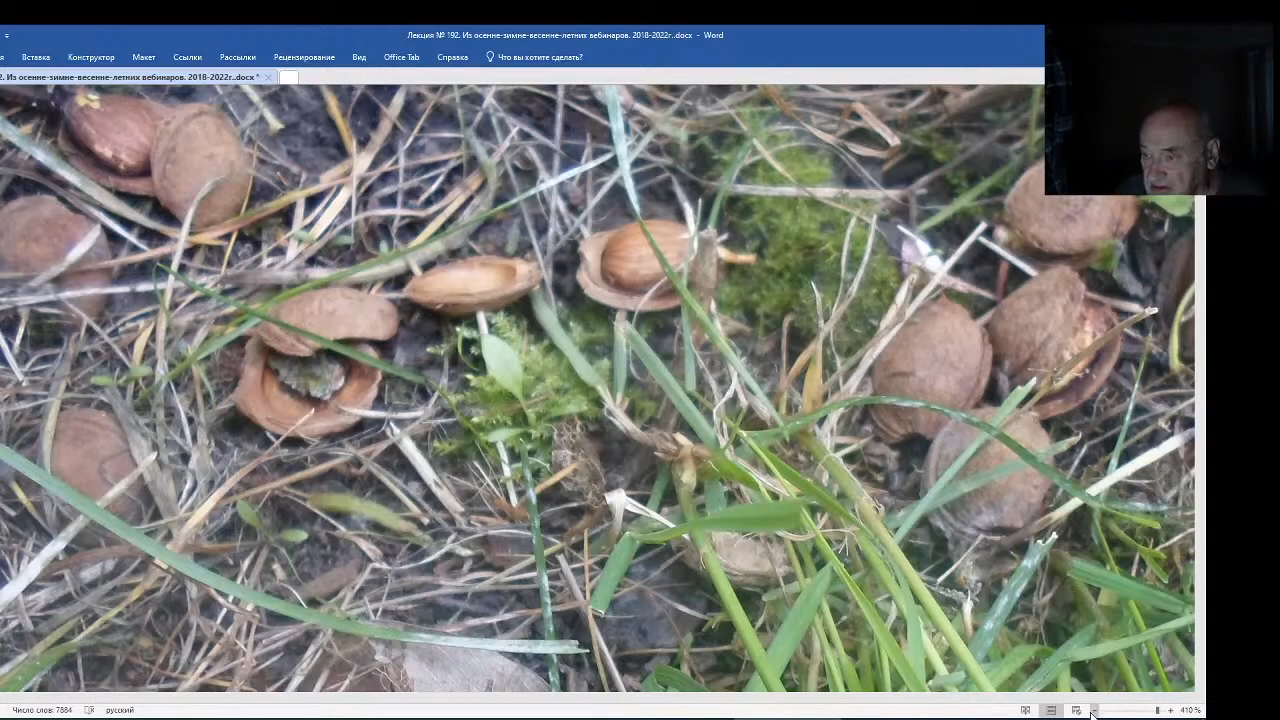 Лекция № 192. Из осенне-зимне-весенне-летних вебинаров. 2018-2022г..docx - Word
Вставка Конструктор Макет Ссылки Рассылки Рецензирование Вид Office Tab Справка Что вы хотите сделать?
2. Из осенне-зимне-весенне-летних вебинаров. 2018-2022г..docx *
Число слов: 7884 русский 410 %